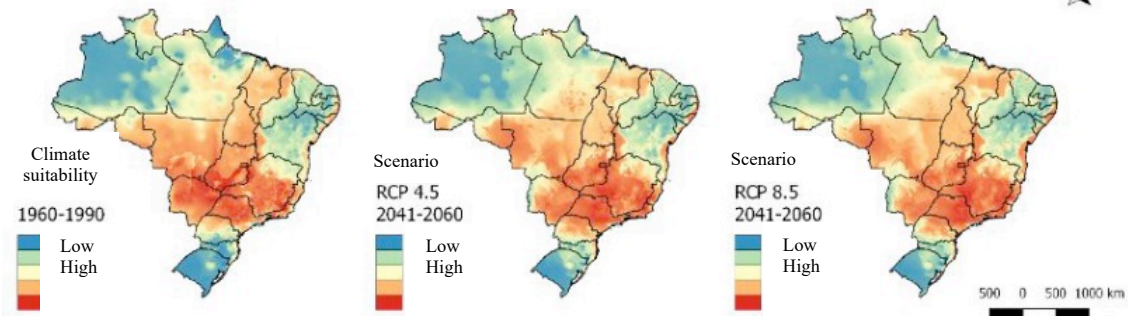 Climate
suitability
1960-1990
Low
High
Scenario
RCP 4.5
2041-2060
Low
High
Scenario
RCP 8.5
2041-2060
Low
High
500 0 500 1000 km